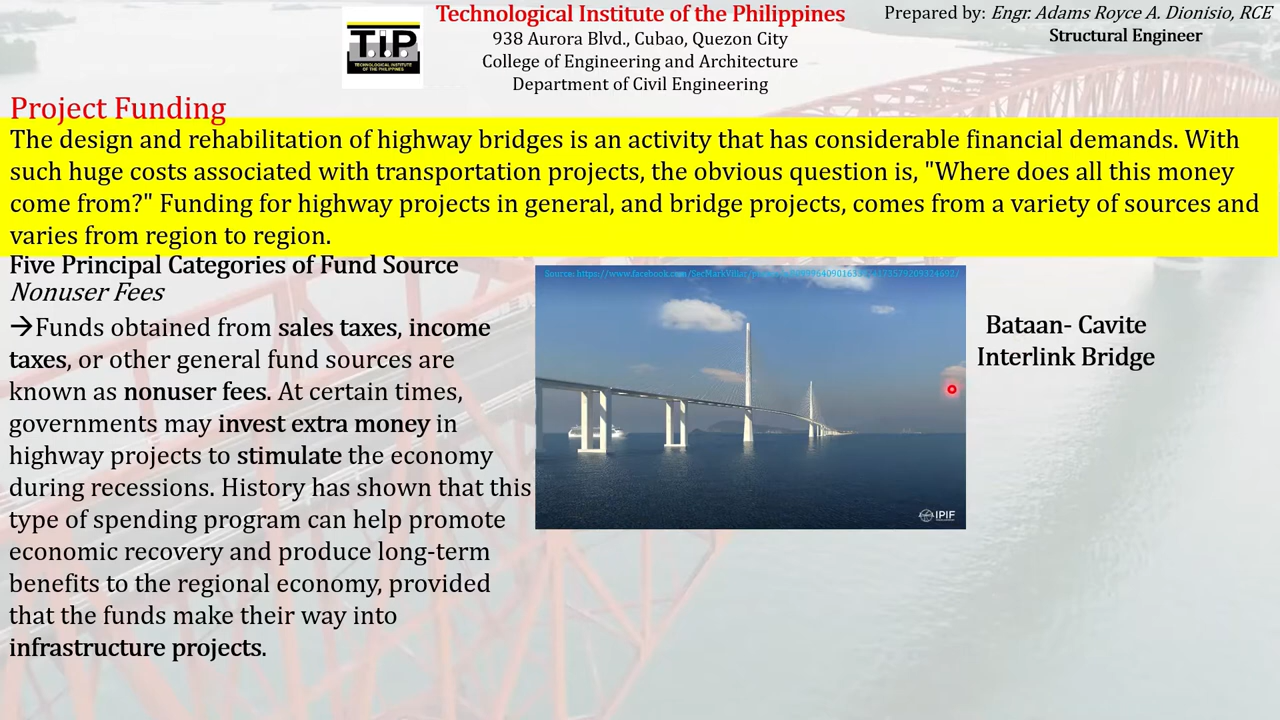 Technological Institute of the Philippines
938 Aurora Blvd., Cubao, Quezon City
College of Engineering and Architecture
Department of Civil Engineering
Prepared by: Engr. Adams Royce A. Dionisio, RCE
Structural Engineer
TiP
TECHNOLOGICAL INSTITUTE
OF THE PHILIPPINES
Project Funding
The design and rehabilitation of highway bridges is an activity that has considerable financial demands. With
such huge costs associated with transportation projects, the obvious question is, "Where does all this money
come from?" Funding for highway projects in general, and bridge projects, comes from a variety of sources and
varies from region to region.
Five Principal Categories of Fund Source
Nonuser Fees
→Funds obtained from sales taxes, income
taxes, or other general fund sources are
known as nonuser fees. At certain times,
governments may invest extra money in
highway projects to stimulate the economy
during recessions. History has shown that this
type of spending program can help promote
economic recovery and produce long-term
benefits to the regional economy, provided
that the funds make their way into
infrastructure projects.
Source:
IPIF
Bataan- Cavite
Interlink Bridge